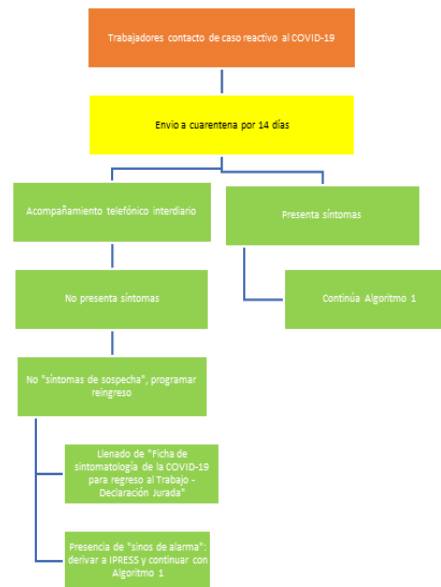 Trabajadores contacto de caso reactivo al COVID-19
Envío a cuarentena por 14 días
Acompañamiento telefónico interdiario
Presenta síntomas
No presenta síntomas
Continúa Algoritmo 1
No "síntomas de sospecha", programar
reingreso
Llenado de "Ficha de
sintomatología de la COVID-19
para regreso al Trabajo -
Declaración Jurada"
Presencia de "sinos de alarma":
derivar a IPRESS y continuar con
Algoritmo 1